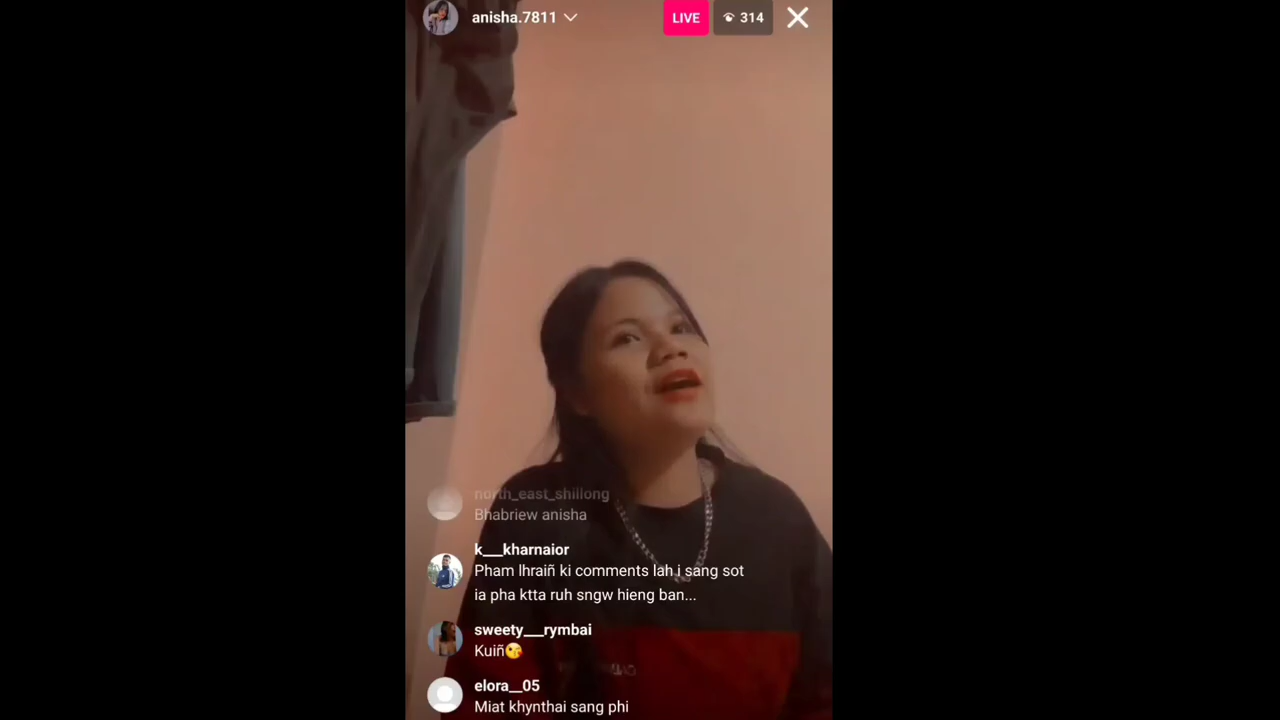 anisha.7811
LIVE
314
north_east_shillong
Bhabriew anisha
k___kharnaior
Pham lhraiñ ki comments lah i sang sot
ia pha ktta ruh sngw hieng ban...
sweety___rymbai
Kuiñ😘
elora__05
Miat khynthai sang phi